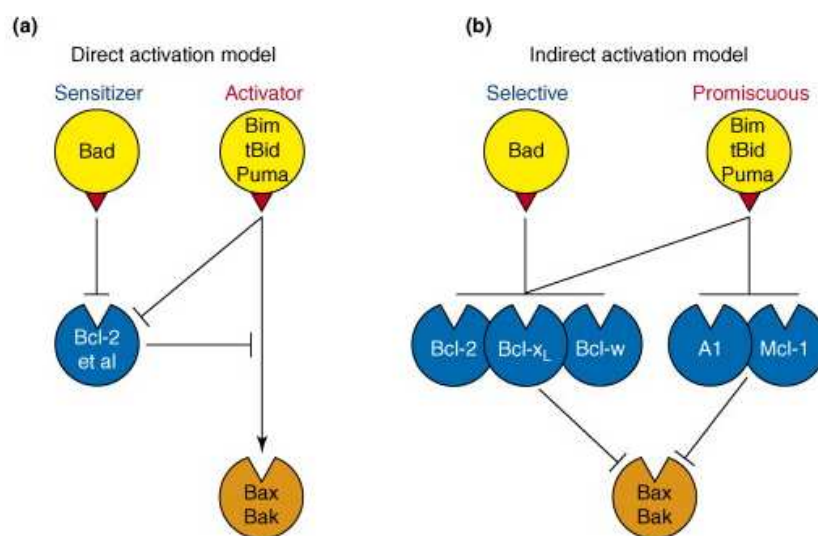 (a)
Direct activation model
Sensitizer
Activator
Bad
Bim
tBid
Puma
Bcl-2
et al
Bax
Bak
(b)
Indirect activation model
Selective
Promiscuous
Bad
Bim
tBid
Puma
Bcl-2
Bcl-xL
Bcl-w
A1
Mcl-1
Bax
Bak